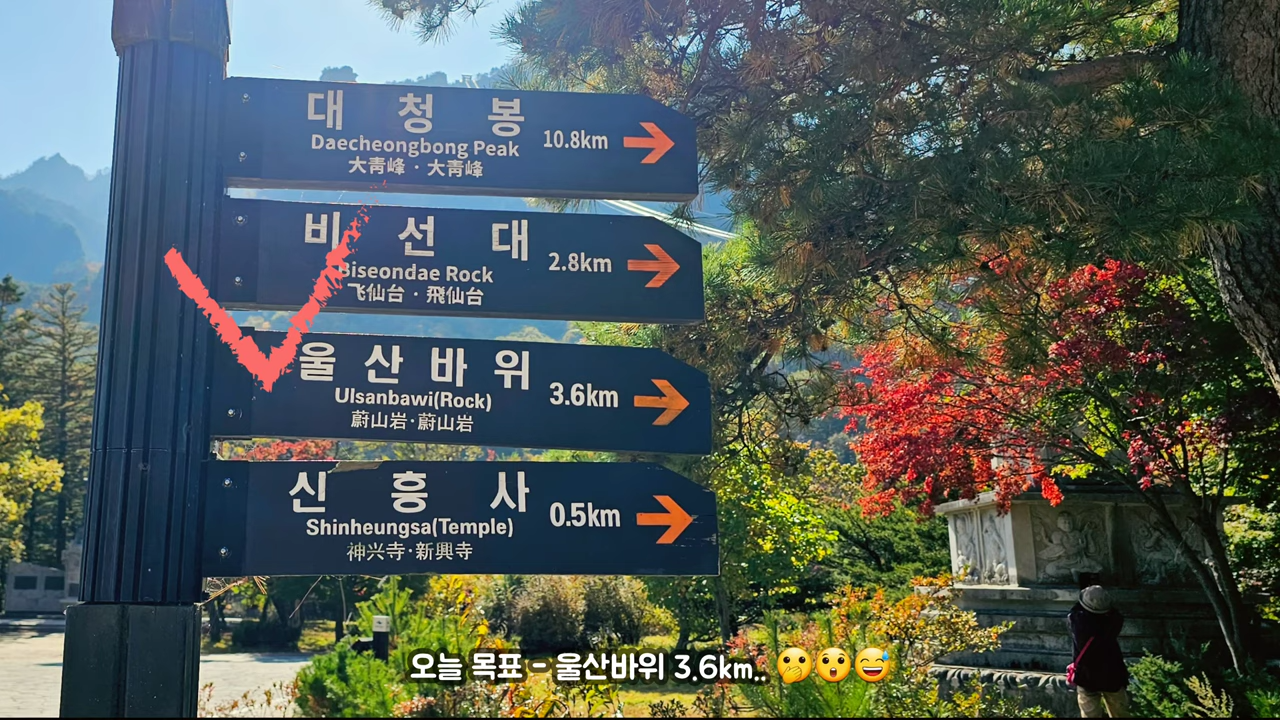 대청봉
Daecheongbong Peak
大靑峰 · 大青峰
10.8km
비선대
Biseondae Rock
飞仙台 · 飛仙台
2.8km
울산바위
Ulsanbawi(Rock)
蔚山岩·蔚山岩
3.6km
신흥사
Shinheungsa(Temple)
神兴寺·新興寺
0.5km
오늘 목표 - 울산바위 3.6km.. 🤭😲😅